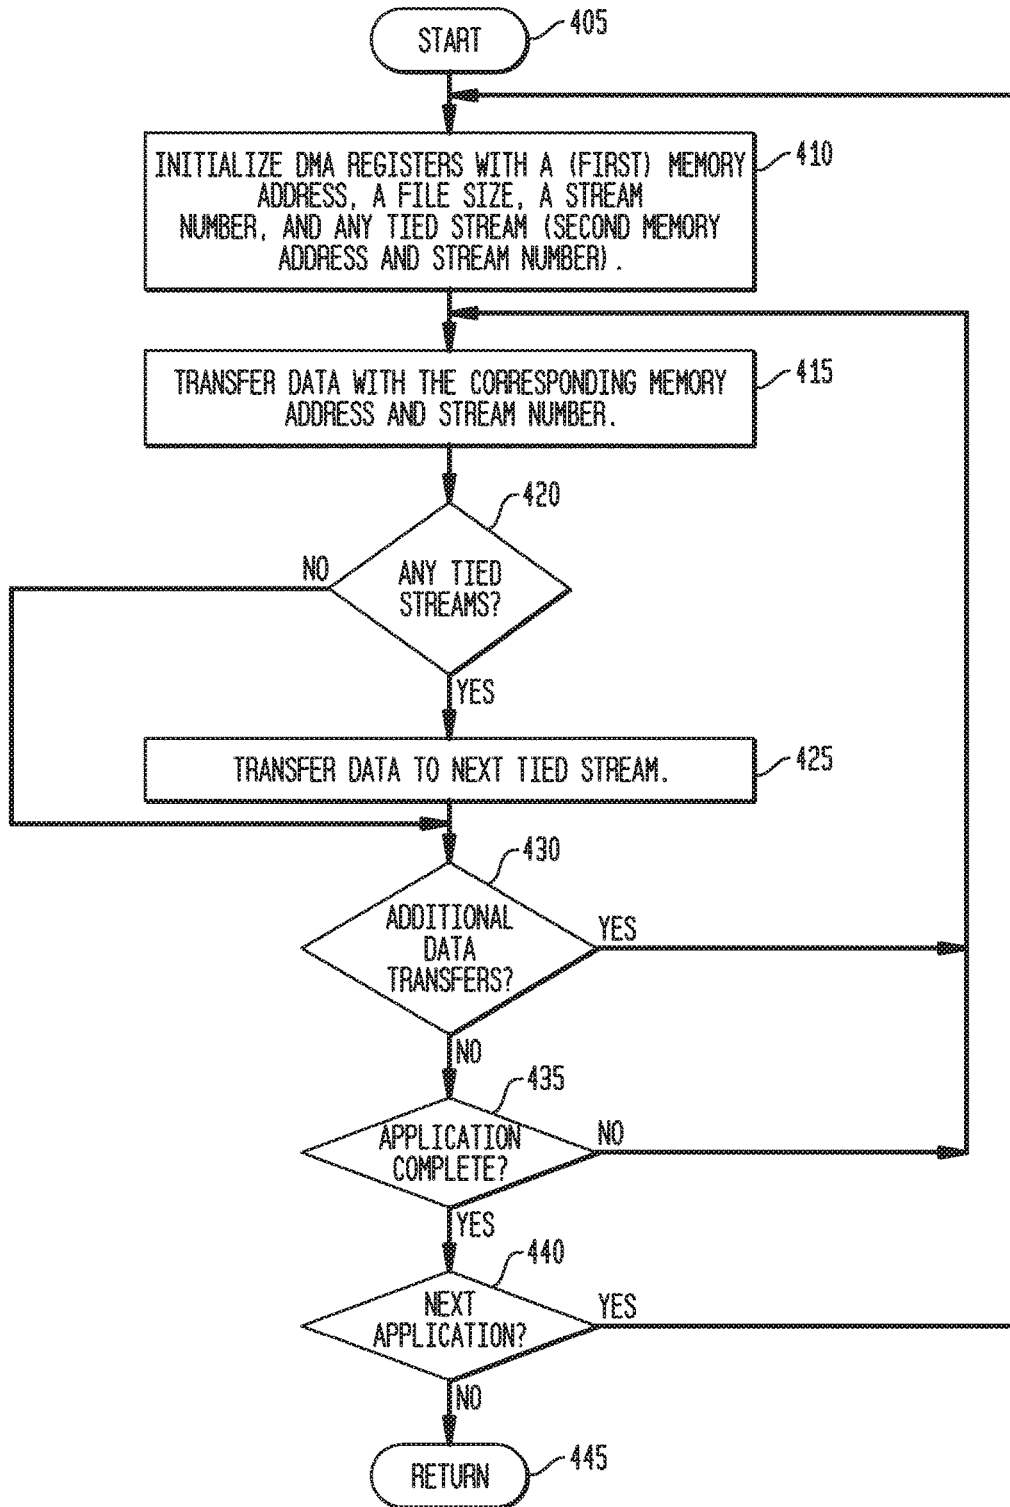 START
405
INITIALIZE DMA REGISTERS WITH A (FIRST) MEMORY
ADDRESS, A FILE SIZE, A STREAM
NUMBER, AND ANY TIED STREAM (SECOND MEMORY
ADDRESS AND STREAM NUMBER).
410
TRANSFER DATA WITH THE CORRESPONDING MEMORY
ADDRESS AND STREAM NUMBER.
415
420
NO
ANY TIED
STREAMS?
YES
TRANSFER DATA TO NEXT TIED STREAM.
425
430
ADDITIONAL
DATA
TRANSFERS?
YES
NO
435
APPLICATION
COMPLETE?
NO
YES
440
NEXT
APPLICATION?
YES
NO
RETURN
445